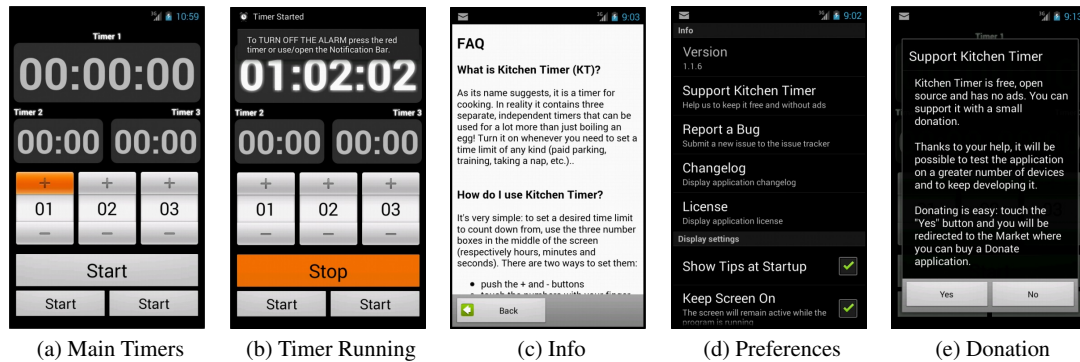 10:59
Timer 1
00:00:00
Timer 2
Timer 3
00:00
00:00
+
+
+
01
02
03
−
−
−
Start
Start
Start
(a) Main Timers
Timer Started
To TURN OFF THE ALARM press the red
timer or use/open the Notification Bar.
01:02:02
Timer 2
Timer 3
00:00
00:00
+
+
+
01
02
03
−
−
−
Stop
Start
Start
(b) Timer Running
9:03
FAQ
What is Kitchen Timer (KT)?
As its name suggests, it is a timer for
cooking. In reality it contains three
separate, independent timers that can be
used for a lot more than just boiling an
egg! Turn it on whenever you need to set a
time limit of any kind (paid parking,
training, taking a nap, etc.)..
How do I use Kitchen Timer?
It's very simple: to set a desired time limit
to count down from, use the three number
boxes in the middle of the screen
(respectively hours, minutes and
seconds). There are two ways to set them:
● push the + and - buttons
● touch the numbers with your finger
Back
(c) Info
9:02
Info
Version
1.1.6
Support Kitchen Timer
Help us to keep it free and without ads
Report a Bug
Submit a new issue to the issue tracker
Changelog
Display application changelog
License
Display application license
Display settings
Show Tips at Startup
Keep Screen On
The screen will remain active while the
program is running
(d) Preferences
9:13
Timer 1
Support Kitchen Timer
Kitchen Timer is free, open
source and has no ads. You can
support it with a small
donation.
Thanks to your help, it will be
possible to test the application
on a greater number of devices
and to keep developing it.
Donating is easy: touch the
"Yes" button and you will be
redirected to the Market where
you can buy a Donate
application.
Yes
No
(e) Donation